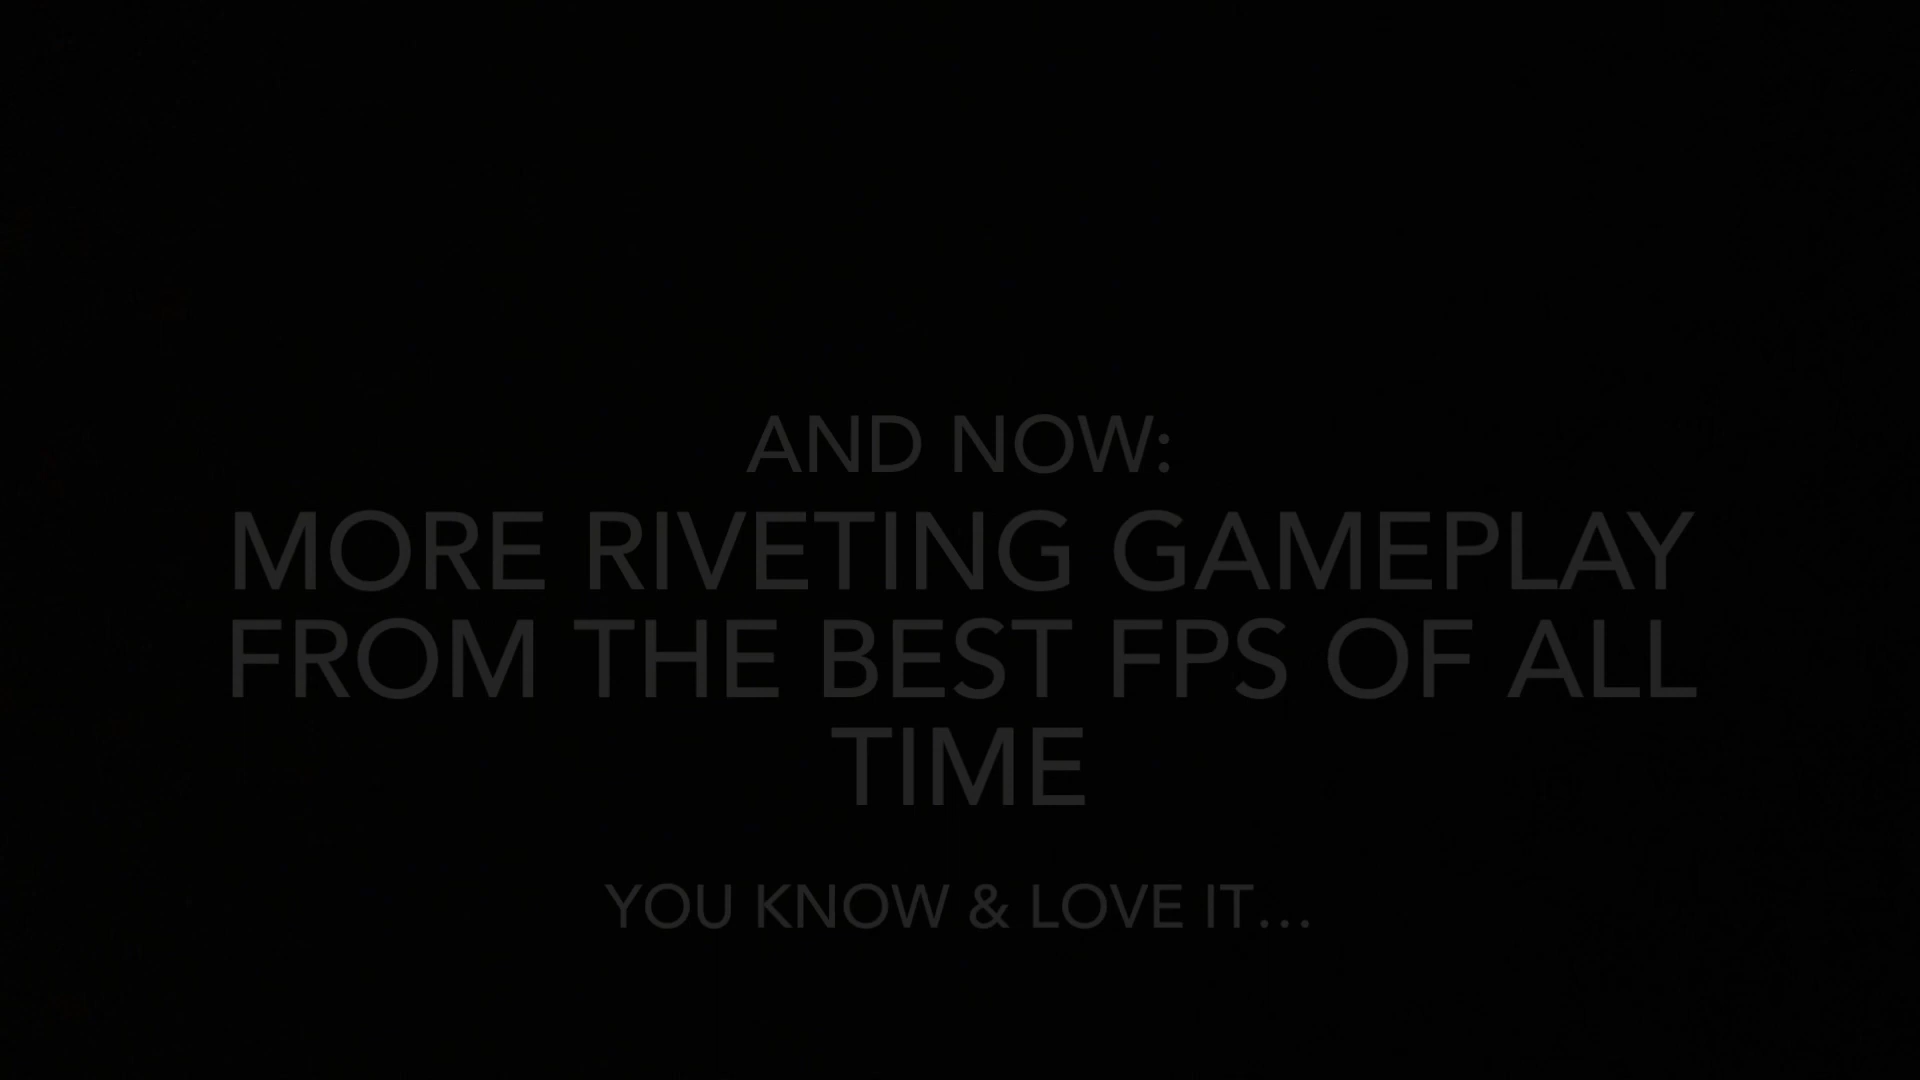 AND NOW:
MORE RIVETING GAMEPLAY
FROM THE BEST FPS OF ALL
TIME
YOU KNOW & LOVE IT...